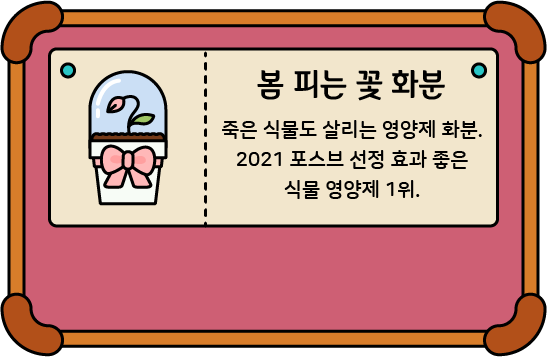 봄 피는 꽃 화분
죽은 식물도 살리는 영양제 화분.
2021 포스브 선정 효과 좋은
식물 영양제 1위.